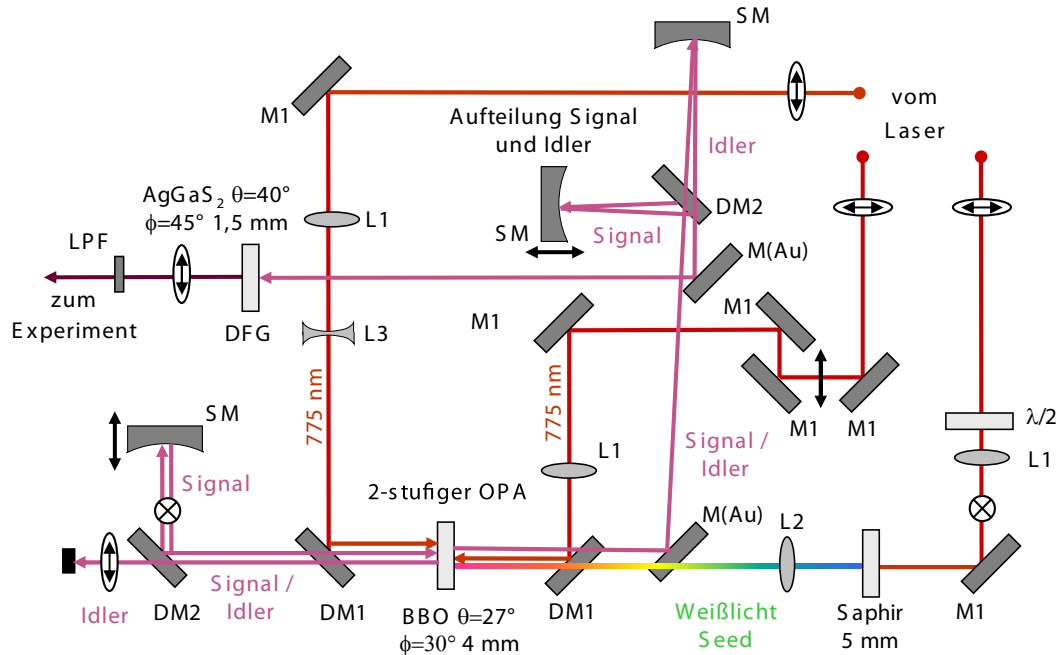 SM
M1
vom
Laser
Aufteilung Signal
und Idler
Idler
AgGaS2 θ=40°
ϕ=45° 1,5 mm
L1
DM2
SM
Signal
LPF
M(Au)
zum
Experiment
DFG
L3
M1
M1
775 nm
775 nm
M1
M1
λ/2
SM
Signal /
Idler
L1
L1
Signal
2-stufiger OPA
M(Au)
L2
Idler
DM2
Signal /
Idler
DM1
BBO θ=27°
ϕ=30° 4 mm
DM1
Weißlicht
Seed
Saphir
5 mm
M1